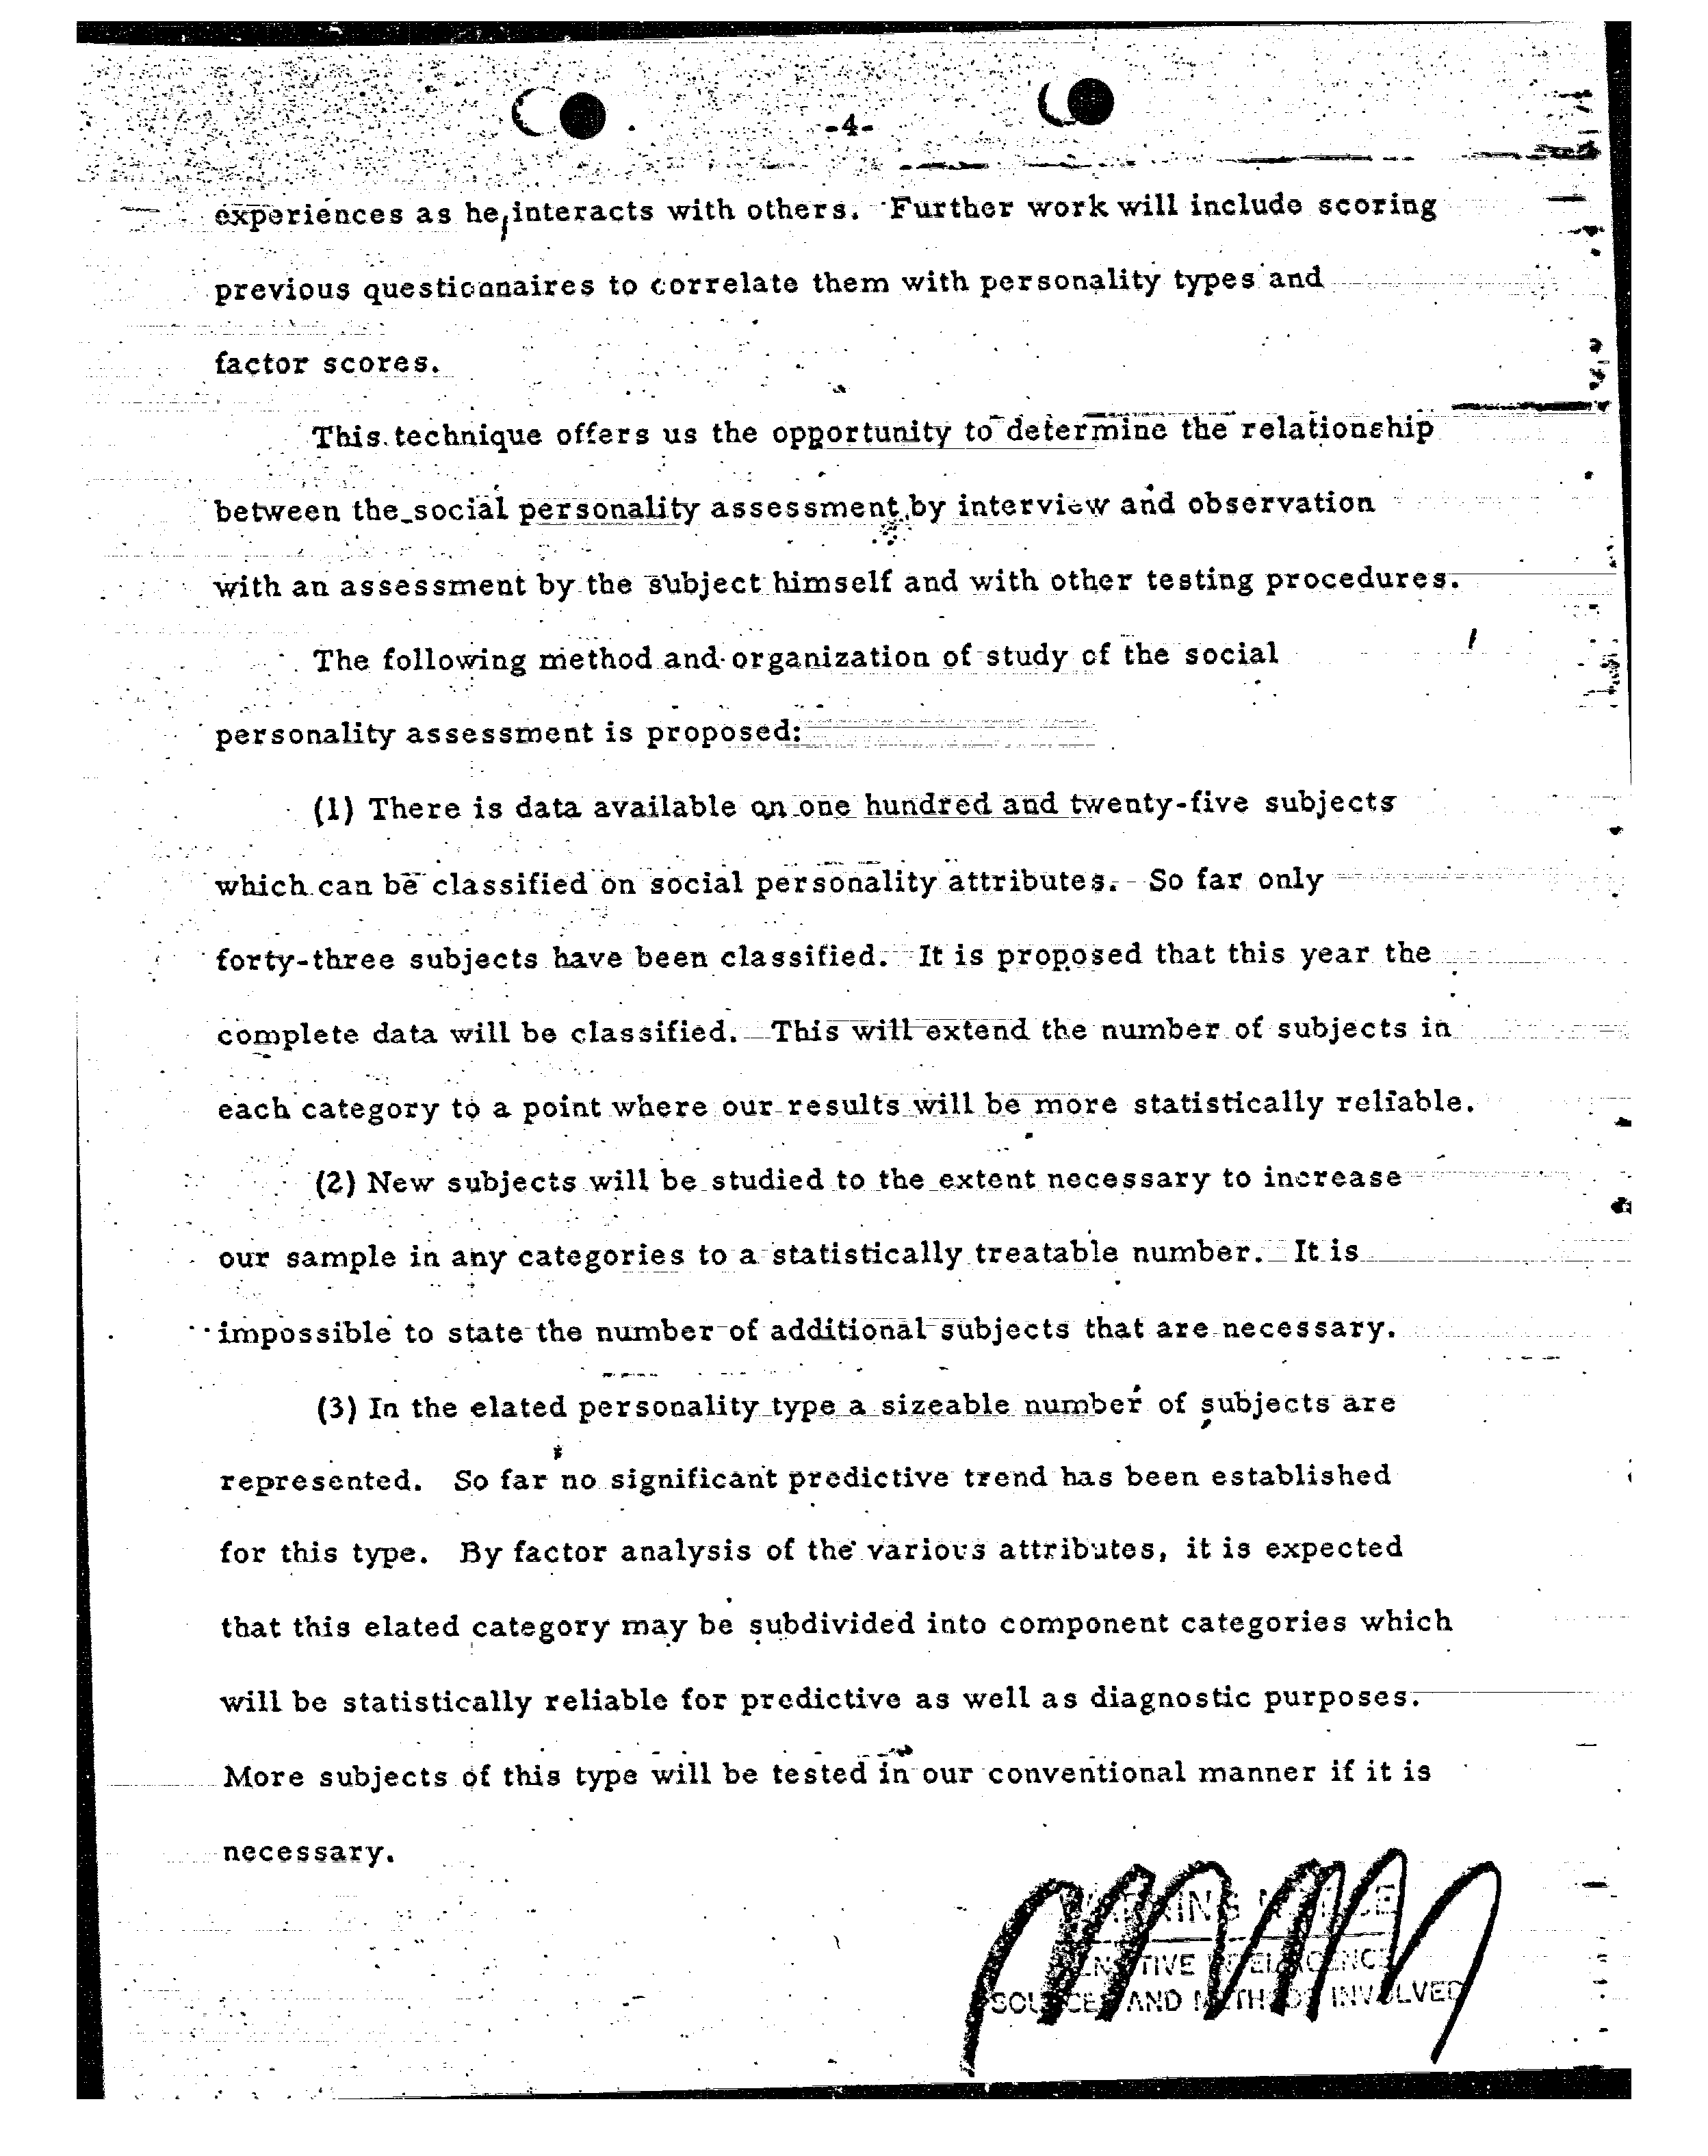 -4-
experiences as he interacts with others. Further work will include scoring
previous questionnaires to correlate them with personality types and
factor scores.
This technique offers us the opportunity to determine the relationship
between the social personality assessment by interview and observation
with an assessment by the subject himself and with other testing procedures.
The following method and organization of study of the social
personality assessment is proposed:
(1) There is data available on one hundred and twenty-five subjects
which can be classified on social personality attributes. So far only
forty-three subjects have been classified. It is proposed that this year the
complete data will be classified. This will extend the number of subjects in
each category to a point where our results will be more statistically reliable.
(2) New subjects will be studied to the extent necessary to increase
our sample in any categories to a statistically treatable number. It is
impossible to state the number of additional subjects that are necessary.
(3) In the elated personality type a sizeable number of subjects are
represented. So far no significant predictive trend has been established
for this type. By factor analysis of the various attributes, it is expected
that this elated category may be subdivided into component categories which
will be statistically reliable for predictive as well as diagnostic purposes.
More subjects of this type will be tested in our conventional manner if it is
necessary.
WARNING NOTICE
SENSITIVE INTELLIGENCE
SOURCES AND METHODS INVOLVED